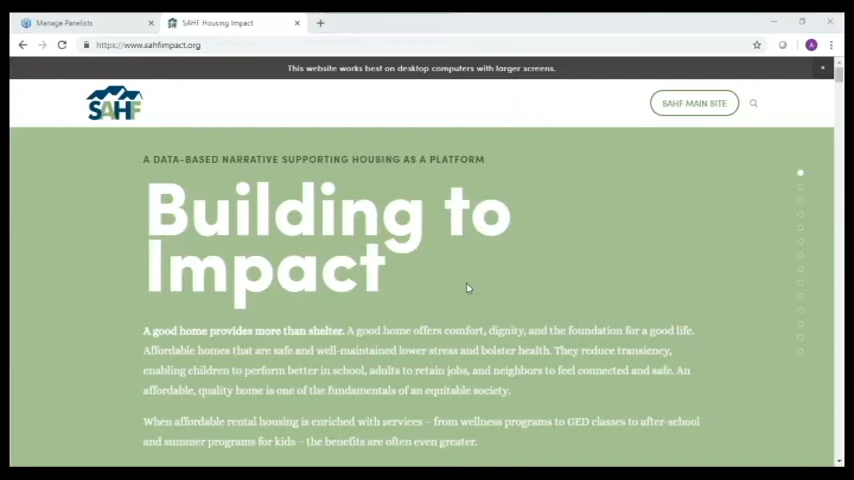 Manage Panelists
SAHF Housing Impact
https://www.sahfimpact.org
A
This website works best on desktop computers with larger screens.
SAHF
SAHF MAIN SITE
A DATA-BASED NARRATIVE SUPPORTING HOUSING AS A PLATFORM
Building to
Impact
A good home provides more than shelter. A good home offers comfort, dignity, and the foundation for a good life.
Affordable homes that are safe and well-maintained lower stress and bolster health. They reduce transiency,
enabling children to perform better in school, adults to retain jobs, and neighbors to feel connected and safe. An
affordable, quality home is one of the fundamentals of an equitable society.
When affordable rental housing is enriched with services – from wellness programs to GED classes to after-school
and summer programs for kids – the benefits are often even greater.